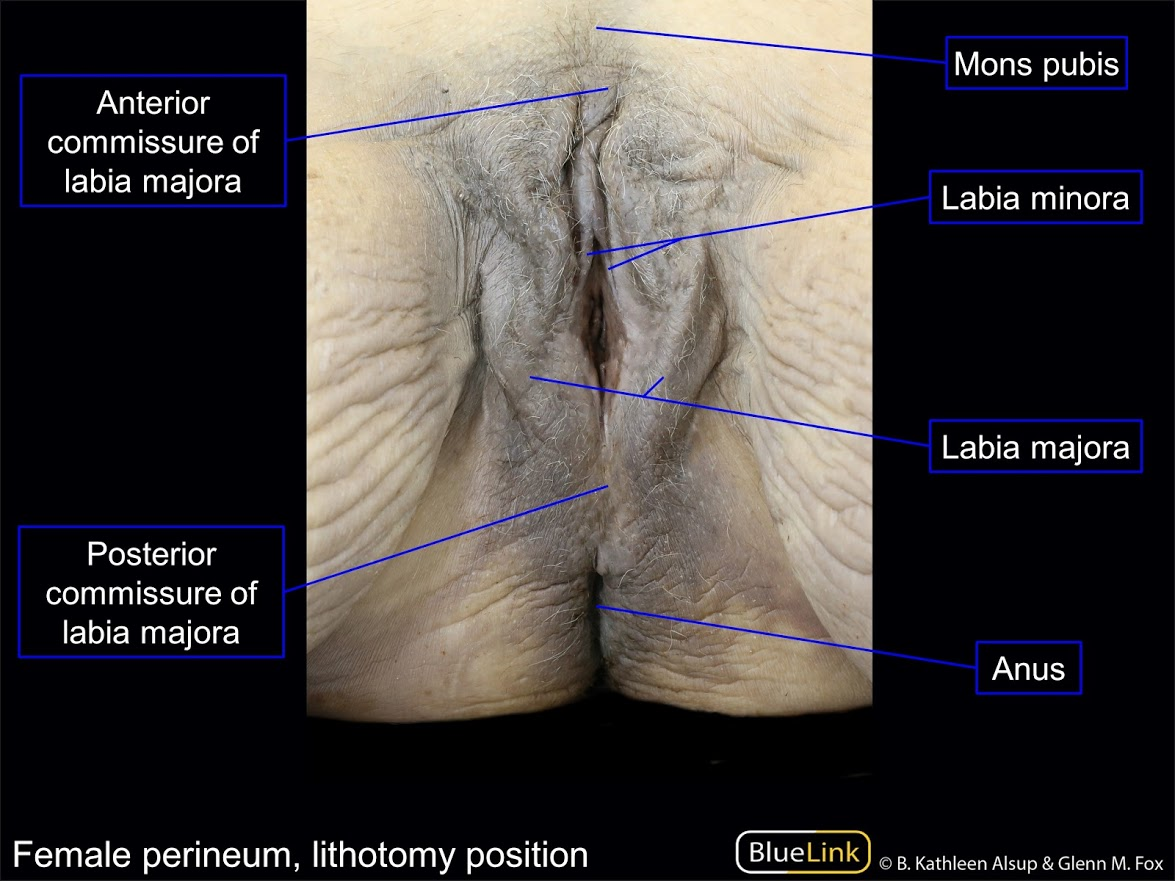 Mons pubis
Anterior
commissure of
labia majora
Labia minora
Labia majora
Posterior
commissure of
labia majora
Anus
Female perineum, lithotomy position
BlueLink
© B. Kathleen Alsup & Glenn M. Fox